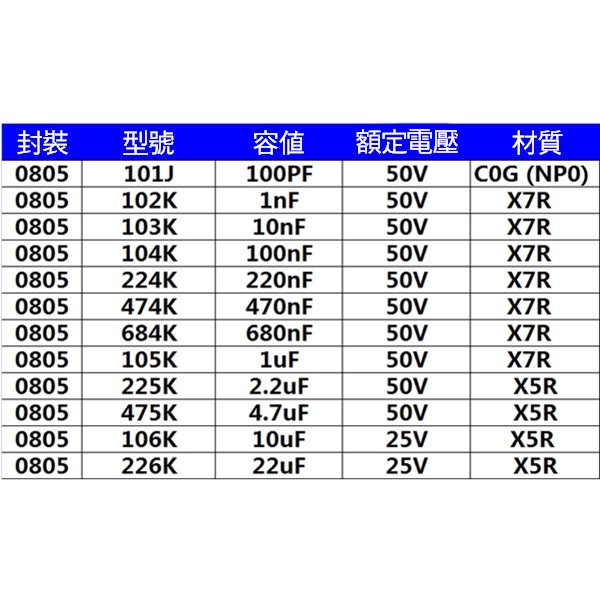 封裝 型號 容值 額定電壓 材質
0805 101J 100PF 50V C0G (NP0)
0805 102K 1nF 50V X7R
0805 103K 10nF 50V X7R
0805 104K 100nF 50V X7R
0805 224K 220nF 50V X7R
0805 474K 470nF 50V X7R
0805 684K 680nF 50V X7R
0805 105K 1uF 50V X7R
0805 225K 2.2uF 50V X5R
0805 475K 4.7uF 50V X5R
0805 106K 10uF 25V X5R
0805 226K 22uF 25V X5R